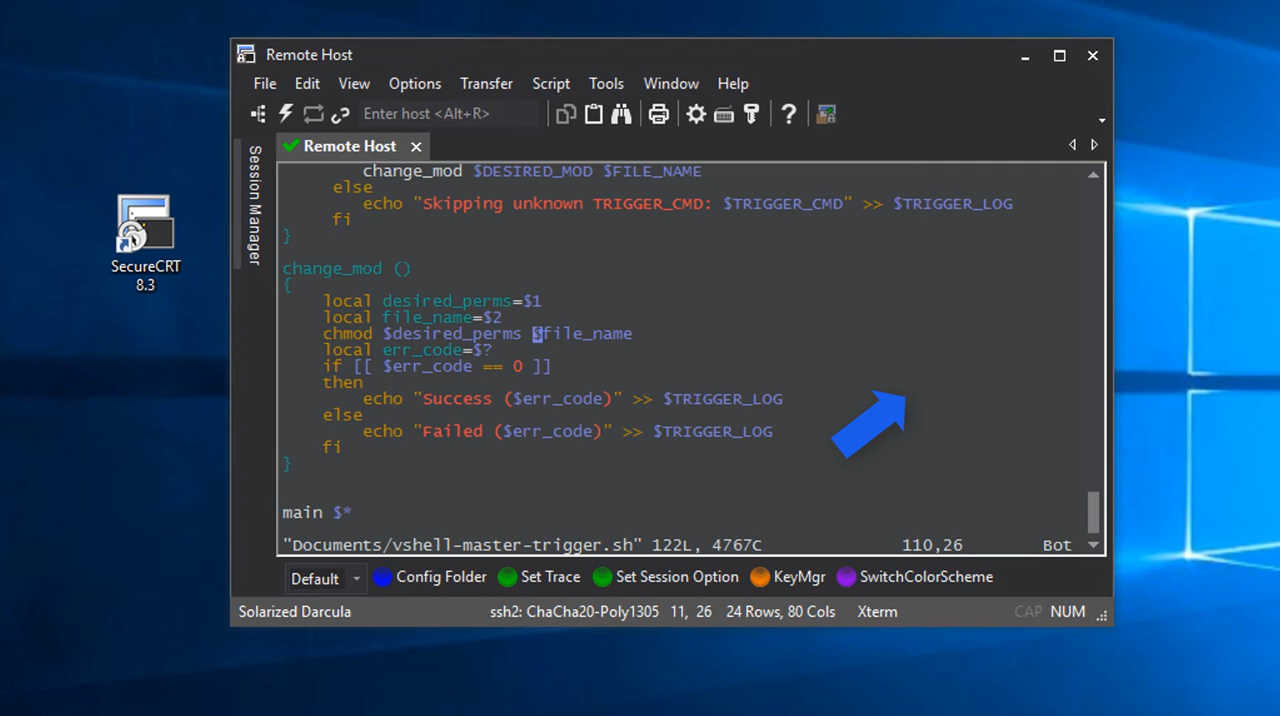 Remote Host
File Edit View Options Transfer Script Tools Window Help
Enter host <Alt+R>
Session Manager
Remote Host
change_mod $DESIRED_MOD $FILE_NAME
else
echo "Skipping unknown TRIGGER_CMD: $TRIGGER_CMD" >> $TRIGGER_LOG
fi
}
change_mod ()
{
local desired_perms=$1
local file_name=$2
chmod $desired_perms $file_name
local err_code=$?
if [[ $err_code == 0 ]]
then
echo "Success ($err_code)" >> $TRIGGER_LOG
else
echo "Failed ($err_code)" >> $TRIGGER_LOG
fi
}
main $*
"Documents/vshell-master-trigger.sh" 122L, 4767C 110,26 Bot
Default Config Folder Set Trace Set Session Option KeyMgr SwitchColorScheme
Solarized Darcula ssh2: ChaCha20-Poly1305 11, 26 24 Rows, 80 Cols Xterm CAP NUM
SecureCRT
8.3